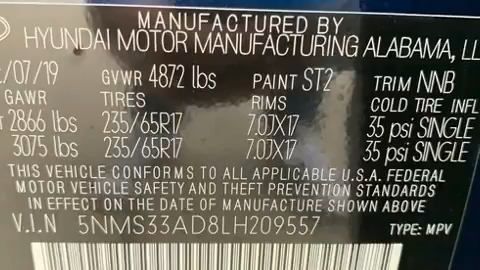 MANUFACTURED BY
HYUNDAI MOTOR MANUFACTURING ALABAMA, LL
/07/19 GVWR 4872 lbs PAINT ST2 TRIM NNB
GAWR TIRES RIMS COLD TIRE INFL
2866 lbs 235/65R17 7.0JX17 35 psi SINGLE
3075 lbs 235/65R17 7.0JX17 35 psi SINGLE
THIS VEHICLE CONFORMS TO ALL APPLICABLE U.S.A. FEDERAL
MOTOR VEHICLE SAFETY AND THEFT PREVENTION STANDARDS
IN EFFECT ON THE DATE OF MANUFACTURE SHOWN ABOVE
V.I.N 5NMS33AD8LH209557 TYPE: MPV